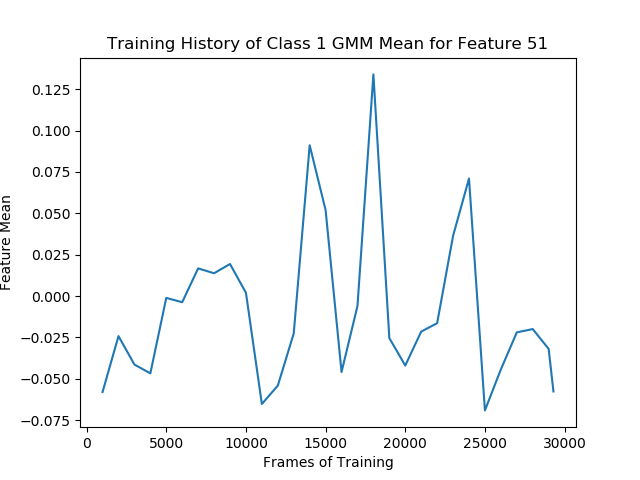 Training History of Class 1 GMM Mean for Feature 51
Feature Mean
0.125
0.100
0.075
0.050
0.025
0.000
−0.025
−0.050
−0.075
0 5000 10000 15000 20000 25000 30000
Frames of Training